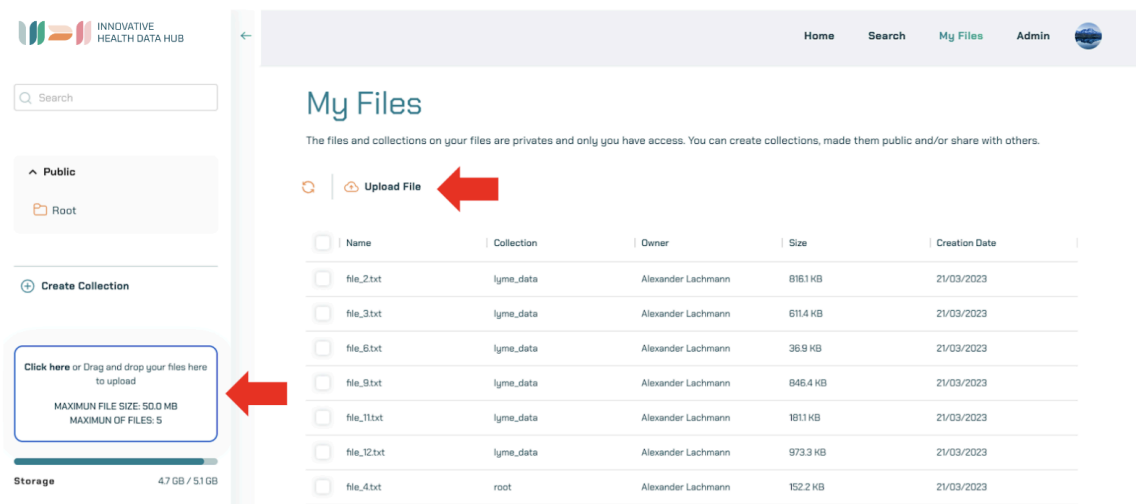 INNOVATIVE
HEALTH DATA HUB
Home Search My Files Admin
Search
Public
Root
Create Collection
Click here or Drag and drop your files here
to upload
MAXIMUN FILE SIZE: 50.0 MB
MAXIMUN OF FILES: 5
Storage 4.7 GB / 5.1 GB
My Files
The files and collections on your files are privates and only you have access. You can create collections, made them public and/or share with others.
Upload File
Name Collection Owner Size Creation Date
file_2.txt lyme_data Alexander Lachmann 816.1 KB 21/03/2023
file_3.txt lyme_data Alexander Lachmann 611.4 KB 21/03/2023
file_6.txt lyme_data Alexander Lachmann 36.9 KB 21/03/2023
file_9.txt lyme_data Alexander Lachmann 846.4 KB 21/03/2023
file_11.txt lyme_data Alexander Lachmann 181.1 KB 21/03/2023
file_12.txt lyme_data Alexander Lachmann 973.3 KB 21/03/2023
file_4.txt root Alexander Lachmann 152.2 KB 21/03/2023